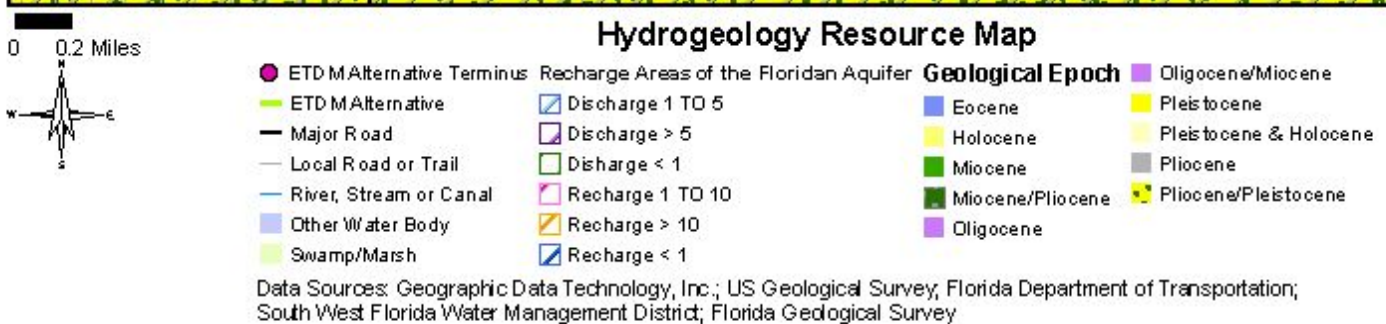 Hydrogeology Resource Map
0 0.2 Miles
N
W E
S
ETDM Alternative Terminus
ETDM Alternative
Major Road
Local Road or Trail
River, Stream or Canal
Other Water Body
Swamp/Marsh
Recharge Areas of the Floridan Aquifer
Discharge 1 TO 5
Discharge > 5
Disharge < 1
Recharge 1 TO 10
Recharge > 10
Recharge < 1
Geological Epoch
Eocene
Holocene
Miocene
Miocene/Pliocene
Oligocene
Oligocene/Miocene
Pleistocene
Pleistocene & Holocene
Pliocene
Pliocene/Pleistocene
Data Sources: Geographic Data Technology, Inc.; US Geological Survey; Florida Department of Transportation;
South West Florida Water Management District; Florida Geological Survey